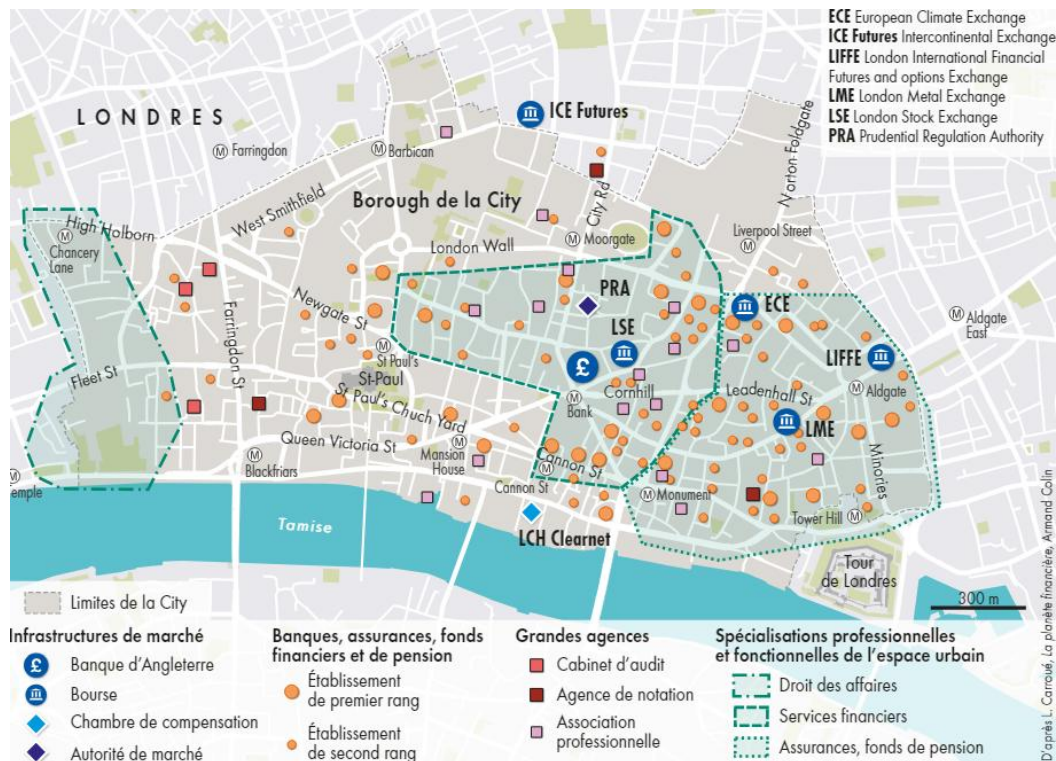 ECE European Climate Exchange
ICE Futures Intercontinental Exchange
LIFFE London International Financial
Futures and options Exchange
LME London Metal Exchange
LSE London Stock Exchange
PRA Prudential Regulation Authority
LONDRES
ICE Futures
M Farringdon
M Barbican
Norton Foldgate
West Smithfield
Borough de la City
City Rd
High Holborn
M Chancery
Lane
London Wall
M Moorgate
Liverpool Street
M
PRA
ECE
Newgate St
Farringdon St
LSE
M Aldgate
East
LIFFE
M
St Paul's
St-Paul
£
M
Bank
Cornhill
Leadenhall St
M
Aldgate
Fleet St
St Paul's Chuch Yard
LME
Queen Victoria St
M
Mansion
House
Cannon St
M
Blackfriars
M
Cannon St
M Monument
Minories
Tower Hill M
M
Temple
Tamise
LCH Clearnet
Tour
de Londres
300 m
Limites de la City
Infrastructures de marché
£ Banque d'Angleterre
Bourse
Chambre de compensation
Autorité de marché
Banques, assurances, fonds
financiers et de pension
Établissement
de premier rang
Établissement
de second rang
Grandes agences
Cabinet d'audit
Agence de notation
Association
professionnelle
Spécialisations professionnelles
et fonctionnelles de l'espace urbain
Droit des affaires
Services financiers
Assurances, fonds de pension
D'après L. Carroué, La planète financière, Armand Colin